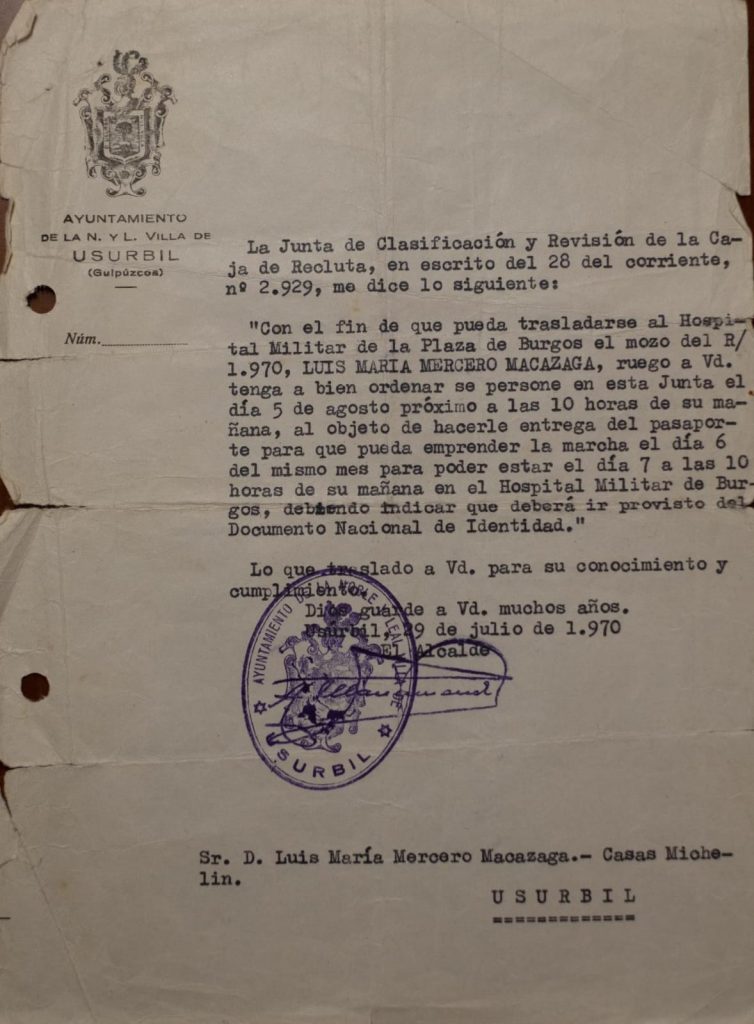 AYUNTAMIENTO
DE LA N. Y L. VILLA DE
USURBIL
(Guipúzcoa)
Núm.
La Junta de Clasificación y Revisión de la Ca-
ja de Recluta, en escrito del 28 del corriente,
nº 2.929, me dice lo siguiente:
"Con el fin de que pueda trasladarse al Hospi-
tal Militar de la Plaza de Burgos el mozo del R/
1.970, LUIS MARIA MERCERO MACAZAGA, ruego a Vd.
tenga a bien ordenar se persone en esta Junta el
día 5 de agosto próximo a las 10 horas de su ma-
ñana, al objeto de hacerle entrega del pasapor-
te para que pueda emprender la marcha el día 6
del mismo mes para poder estar el día 7 a las 10
horas de su mañana en el Hospital Militar de Bur-
gos, debiendo indicar que deberá ir provisto del
Documento Nacional de Identidad."
Lo que traslado a Vd. para su conocimiento y
cumplimiento.
Dios guarde a Vd. muchos años.
Usurbil, 29 de julio de 1.970
El Alcalde
AYUNTAMIENTO DE LA NOBLE Y LEAL VILLA DE
USURBIL
Sr. D. Luis María Mercero Macazaga.- Casas Miche-
lin.
USURBIL